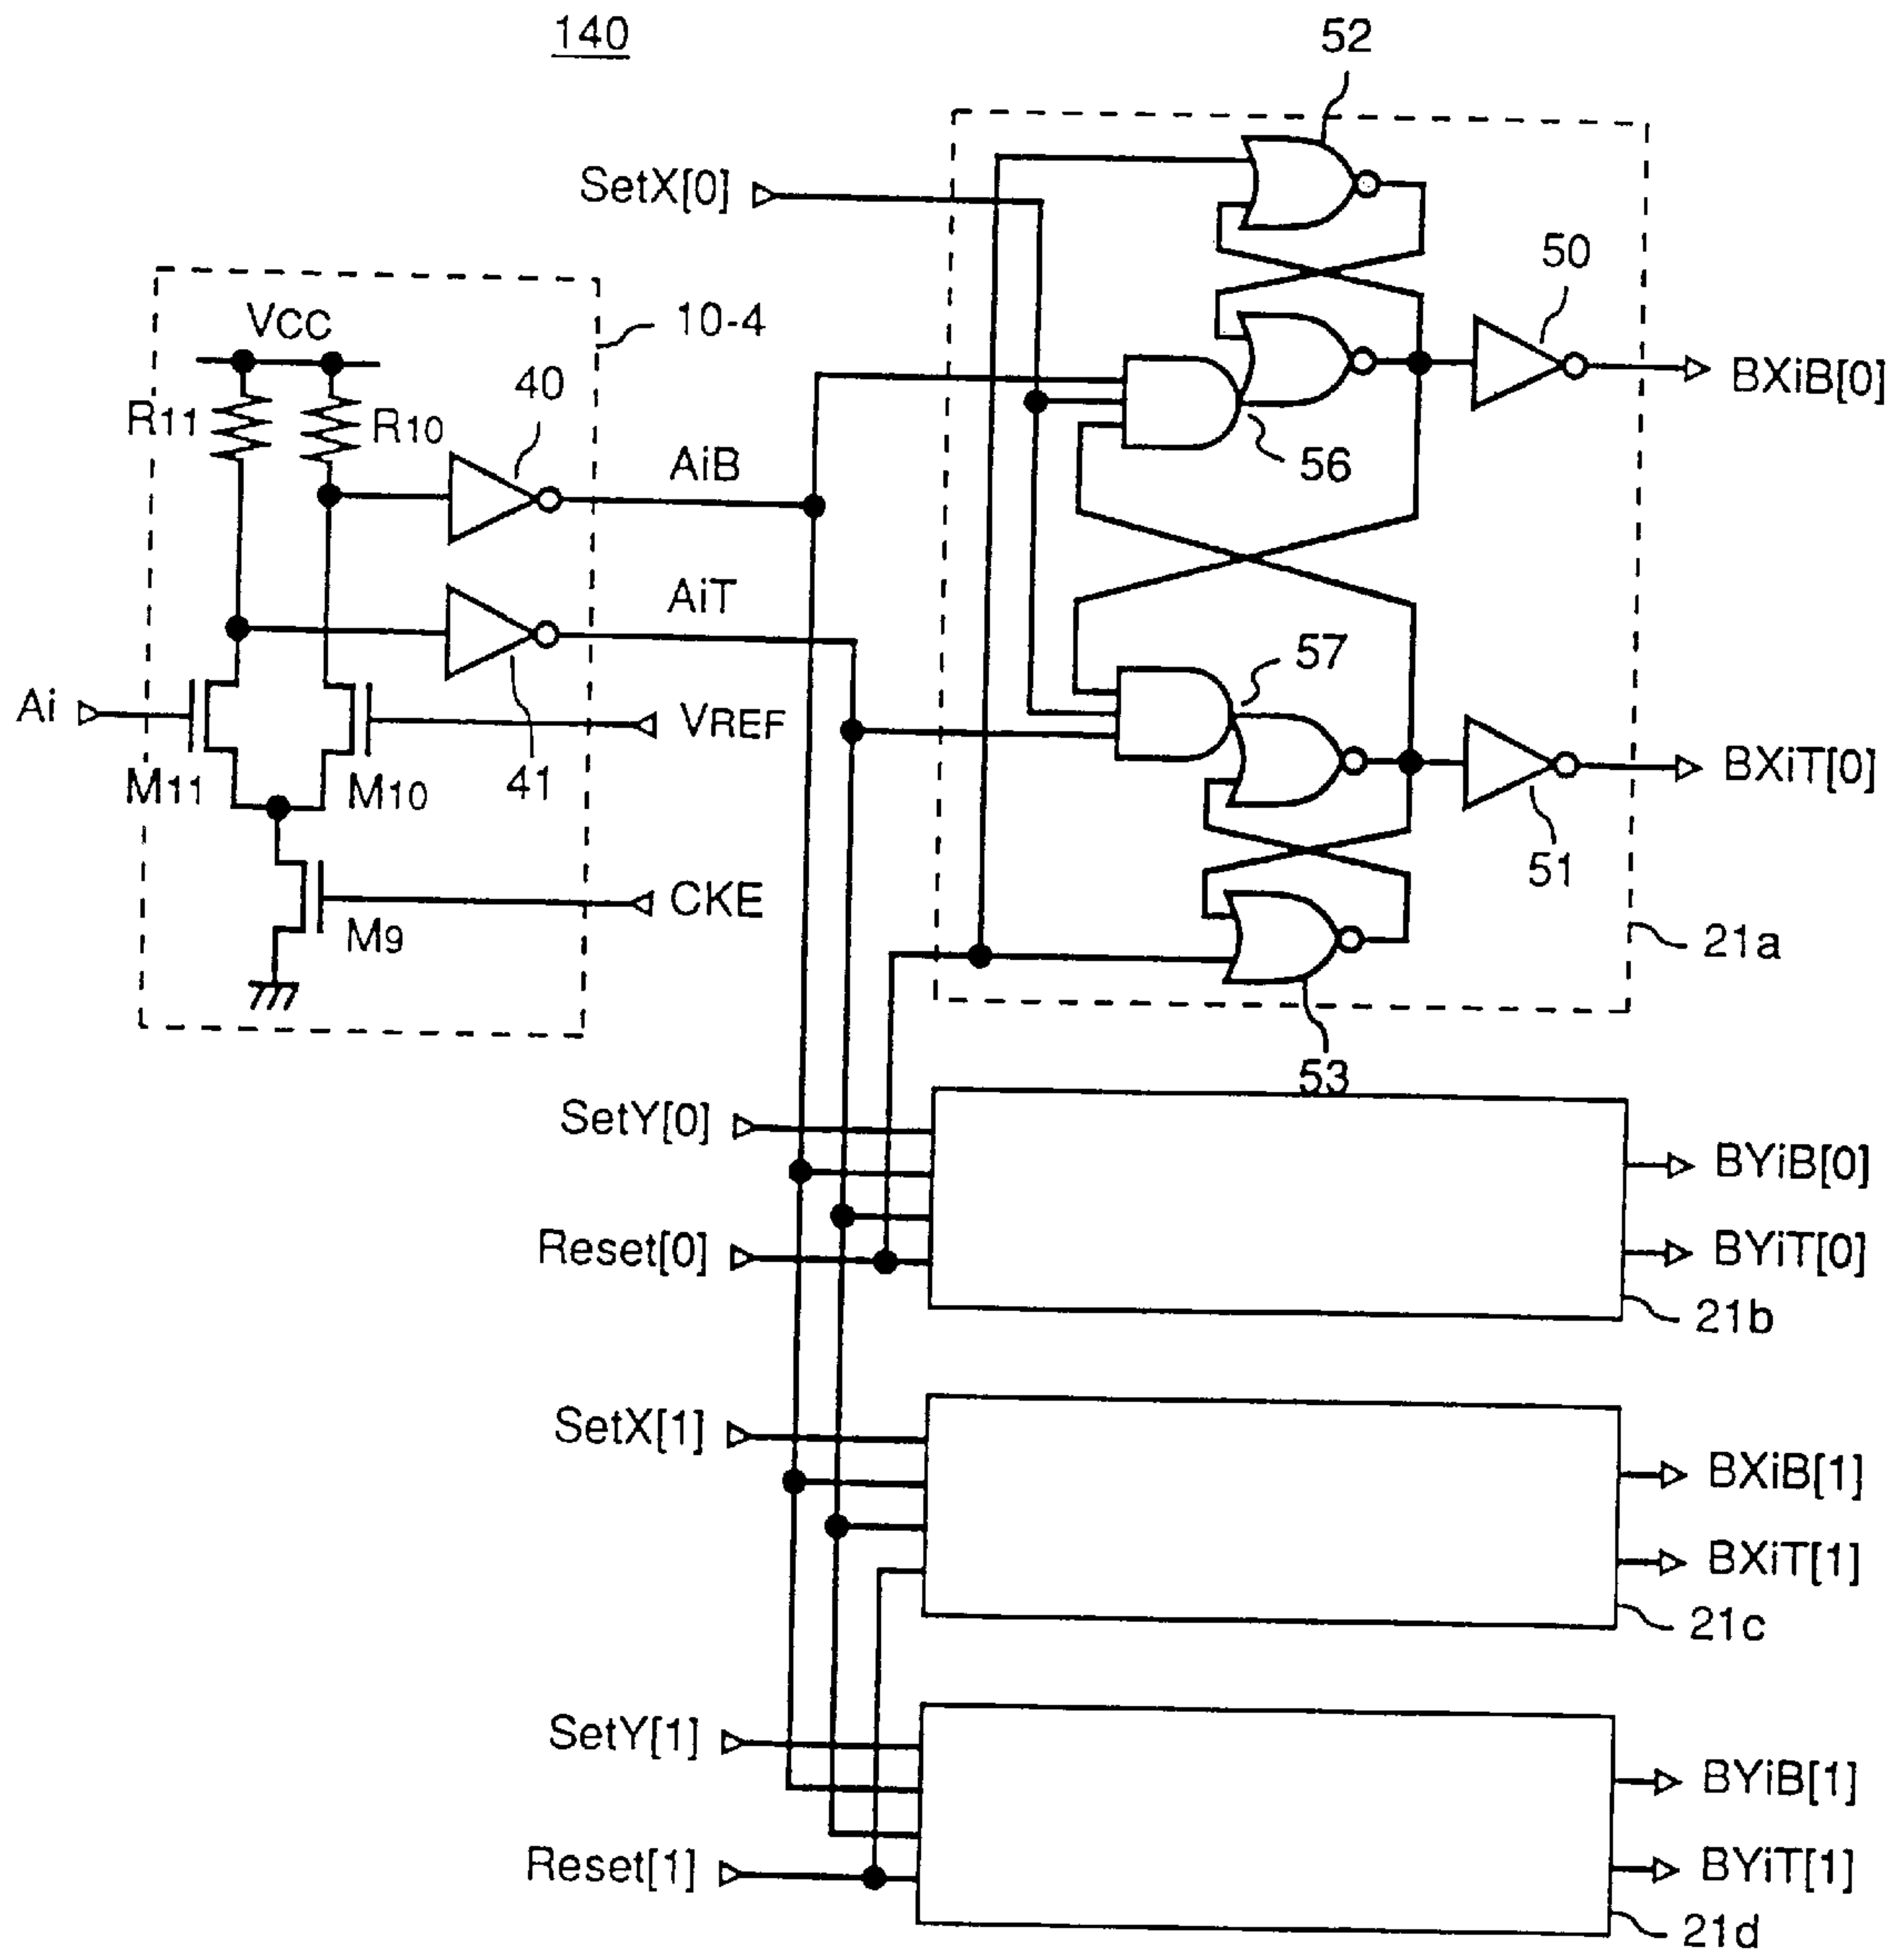 140
52
SetX[0]
50
10-4
VCC
BXiB[0]
40
R11
R10
AiB
56
AiT
57
Ai
VREF
BXiT[0]
M11
M10
41
51
CKE
M9
21a
53
SetY[0]
BYiB[0]
Reset[0]
BYiT[0]
21b
SetX[1]
BXiB[1]
BXiT[1]
21c
SetY[1]
BYiB[1]
Reset[1]
BYiT[1]
21d